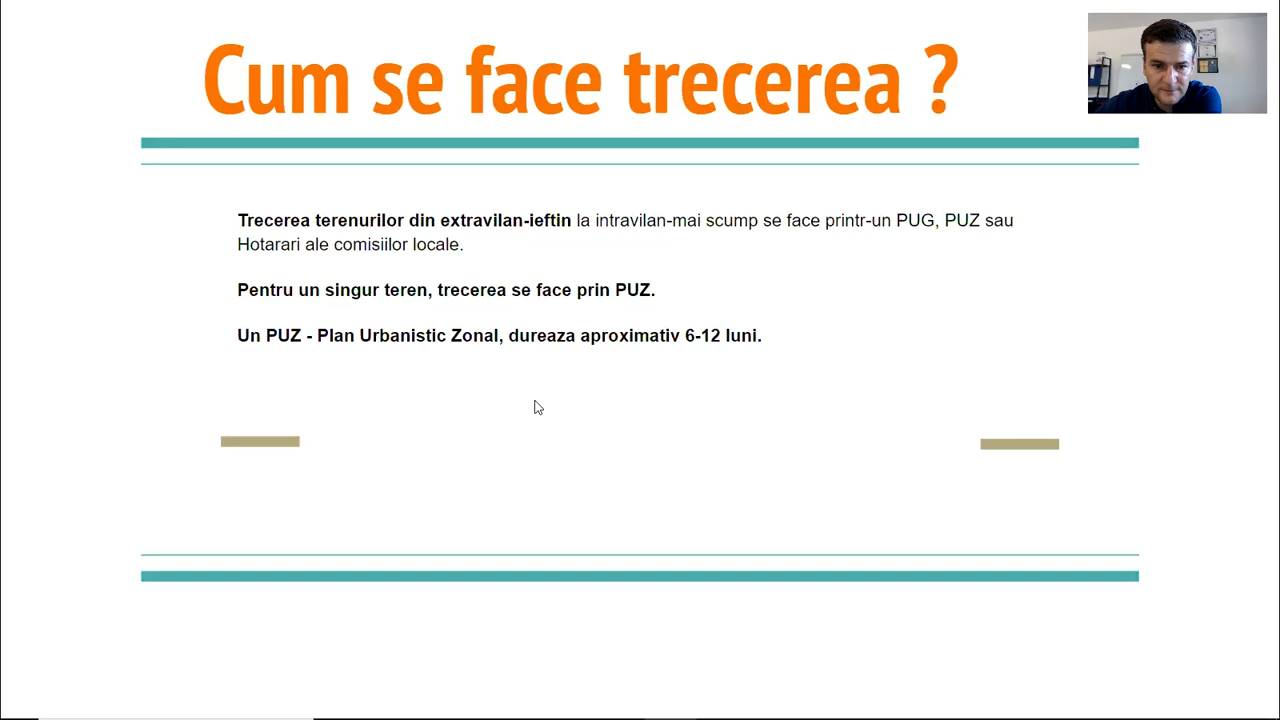 Cum se face trecerea ?
Trecerea terenurilor din extravilan-ieftin la intravilan-mai scump se face printr-un PUG, PUZ sau
Hotarari ale comisiilor locale.
Pentru un singur teren, trecerea se face prin PUZ.
Un PUZ - Plan Urbanistic Zonal, dureaza aproximativ 6-12 luni.